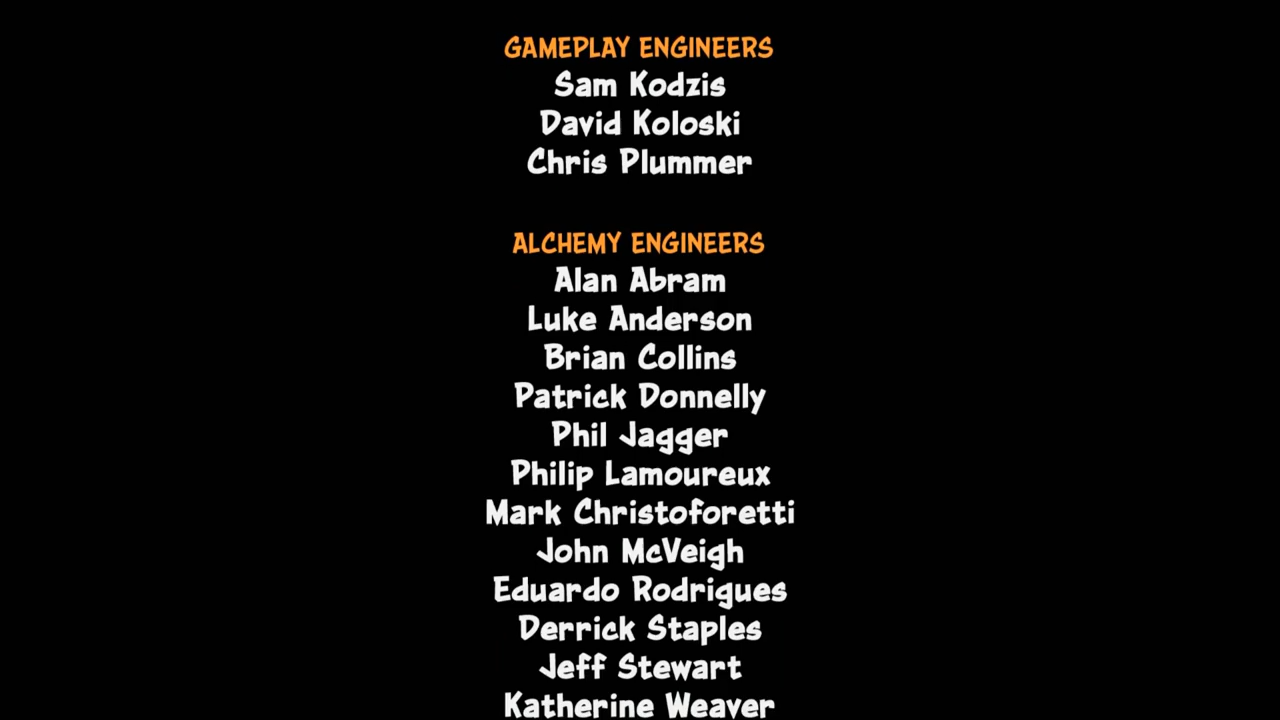 GAMEPLAY ENGINEERS
Sam Kodzis
David Koloski
Chris Plummer
ALCHEMY ENGINEERS
Alan Abram
Luke Anderson
Brian Collins
Patrick Donnelly
Phil Jagger
Philip Lamoureux
Mark Christoforetti
John McVeigh
Eduardo Rodrigues
Derrick Staples
Jeff Stewart
Katherine Weaver